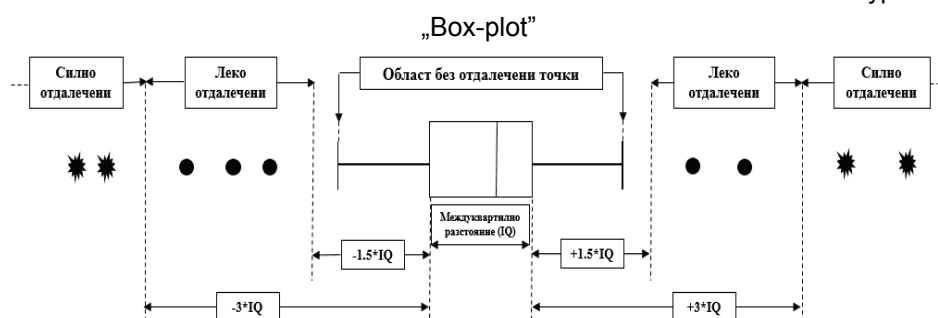 „Box-plot”
Силно
отдалечени
Леко
отдалечени
Област без отдалечени точки
Леко
отдалечени
Силно
отдалечени
Междуквартилно
разстояние (IQ)
-1.5*IQ
+1.5*IQ
-3*IQ
+3*IQ